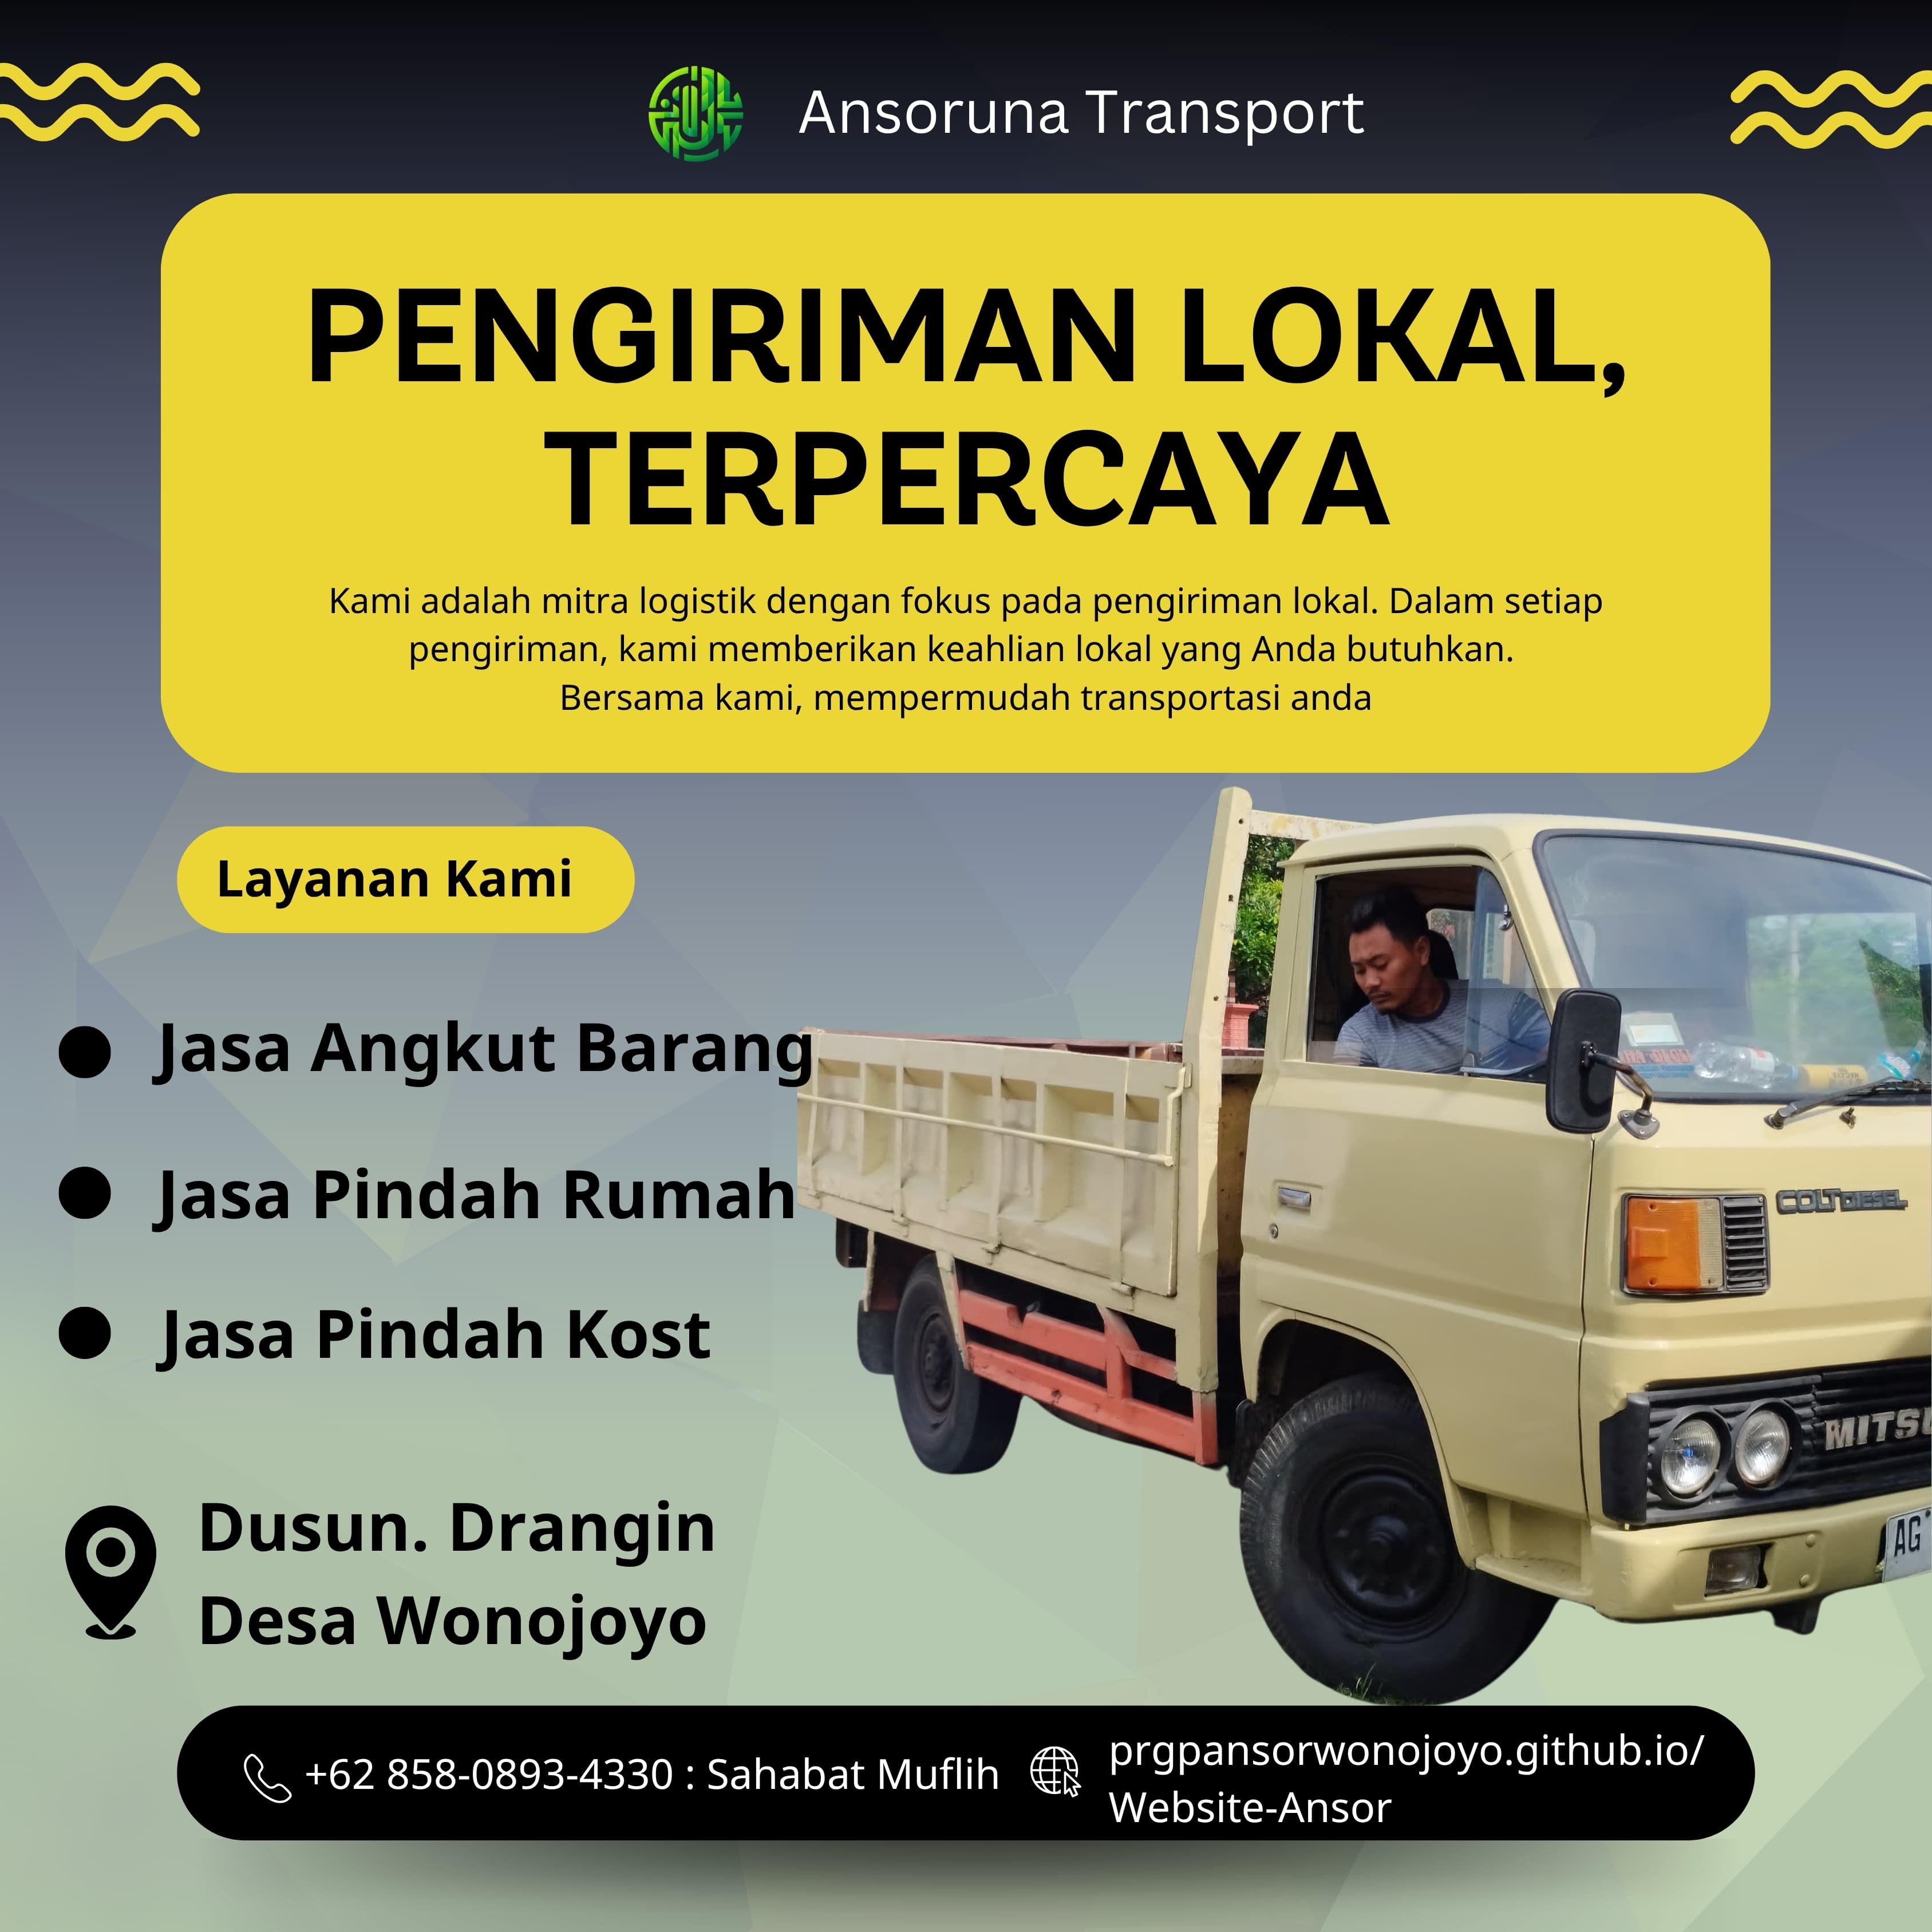 Ansoruna Transport
PENGIRIMAN LOKAL,
TERPERCAYA
Kami adalah mitra logistik dengan fokus pada pengiriman lokal. Dalam setiap
pengiriman, kami memberikan keahlian lokal yang Anda butuhkan.
Bersama kami, mempermudah transportasi anda
Layanan Kami
Jasa Angkut Barang
Jasa Pindah Rumah
Jasa Pindah Kost
COLT DIESEL
MITSU
AG
Dusun. Drangin
Desa Wonojoyo
+62 858-0893-4330 : Sahabat Muflih
prgpansorwonojoyo.github.io/
Website-Ansor